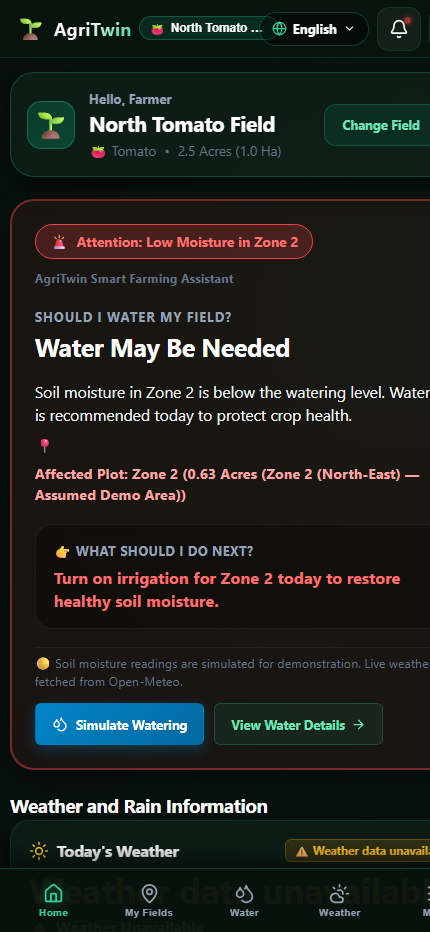 AgriTwin
North Tomato ...
English
Hello, Farmer
North Tomato Field
Tomato • 2.5 Acres (1.0 Ha)
Change Field
Attention: Low Moisture in Zone 2
AgriTwin Smart Farming Assistant
SHOULD I WATER MY FIELD?
Water May Be Needed
Soil moisture in Zone 2 is below the watering level. Water
is recommended today to protect crop health.
Affected Plot: Zone 2 (0.63 Acres (Zone 2 (North-East) —
Assumed Demo Area))
WHAT SHOULD I DO NEXT?
Turn on irrigation for Zone 2 today to restore
healthy soil moisture.
Soil moisture readings are simulated for demonstration. Live weathe
fetched from Open-Meteo.
Simulate Watering
View Water Details →
Weather and Rain Information
Today's Weather
Weather data unavail
Weather data unavailab
Weather Unavailable
Home
My Fields
Water
Weather
M